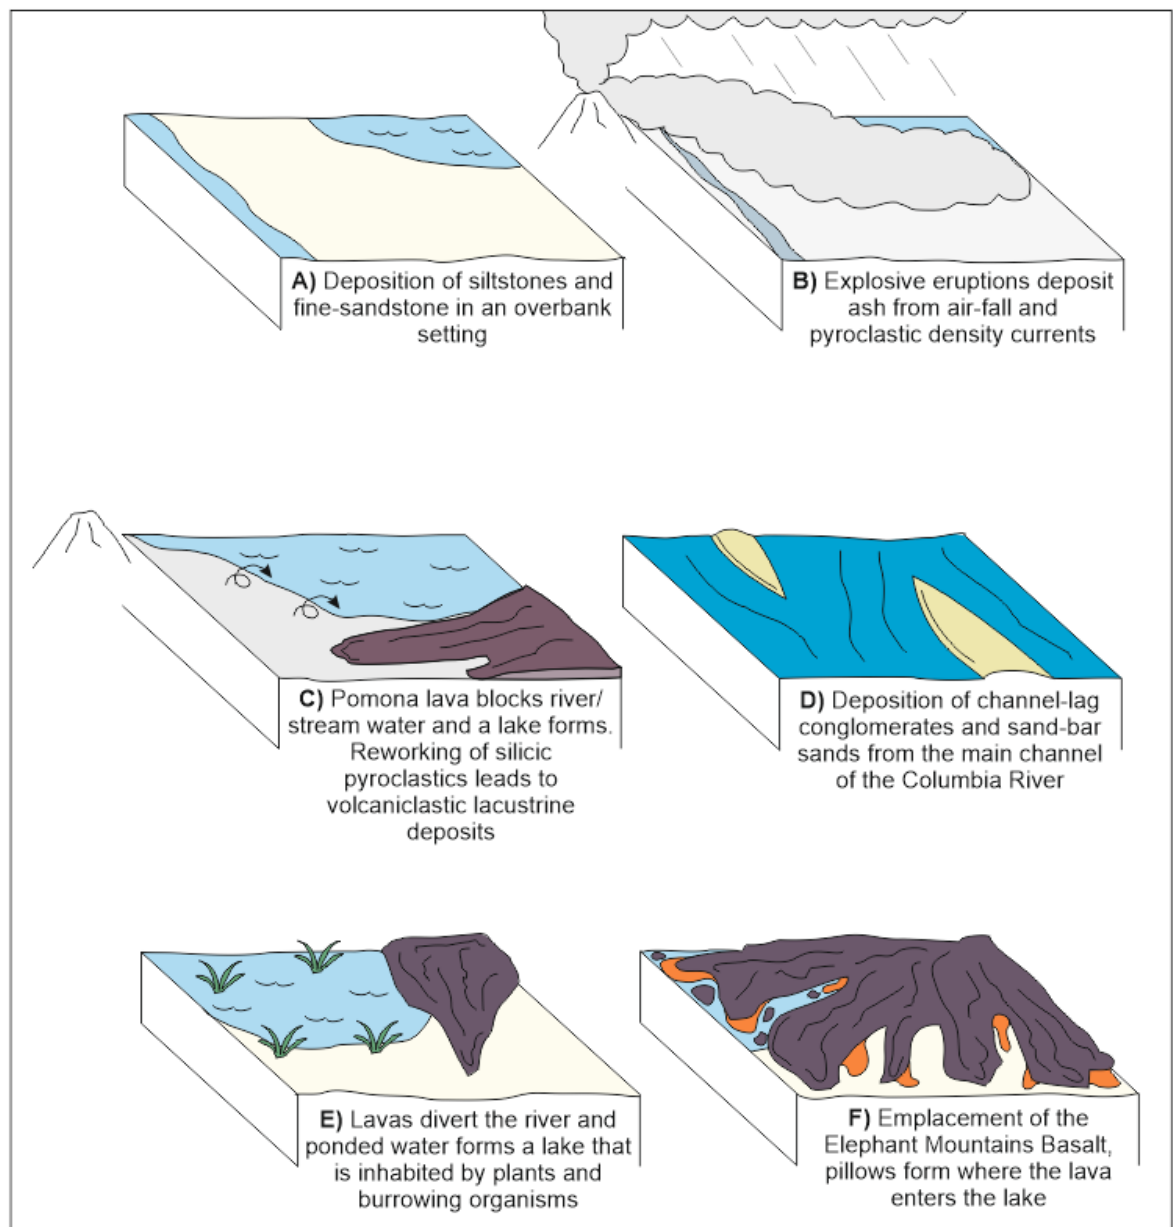 A) Deposition of siltstones and
fine-sandstone in an overbank
setting
B) Explosive eruptions deposit
ash from air-fall and
pyroclastic density currents
C) Pomona lava blocks river/
stream water and a lake forms.
Reworking of silicic
pyroclastics leads to
volcaniclastic lacustrine
deposits
D) Deposition of channel-lag
conglomerates and sand-bar
sands from the main channel
of the Columbia River
E) Lavas divert the river and
ponded water forms a lake that
is inhabited by plants and
burrowing organisms
F) Emplacement of the
Elephant Mountains Basalt,
pillows form where the lava
enters the lake